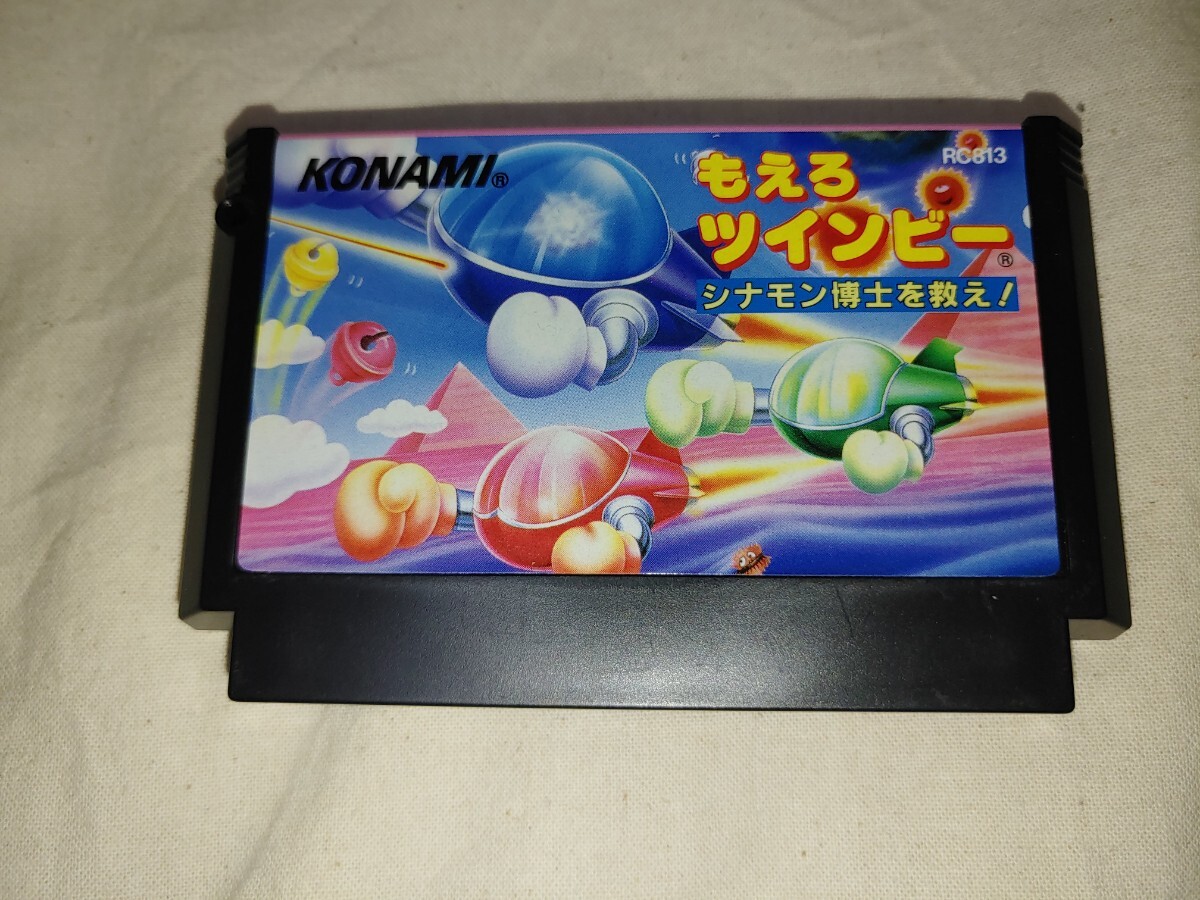 KONAMI®
RC813
もえろ
ツインビー®
シナモン博士を救え!